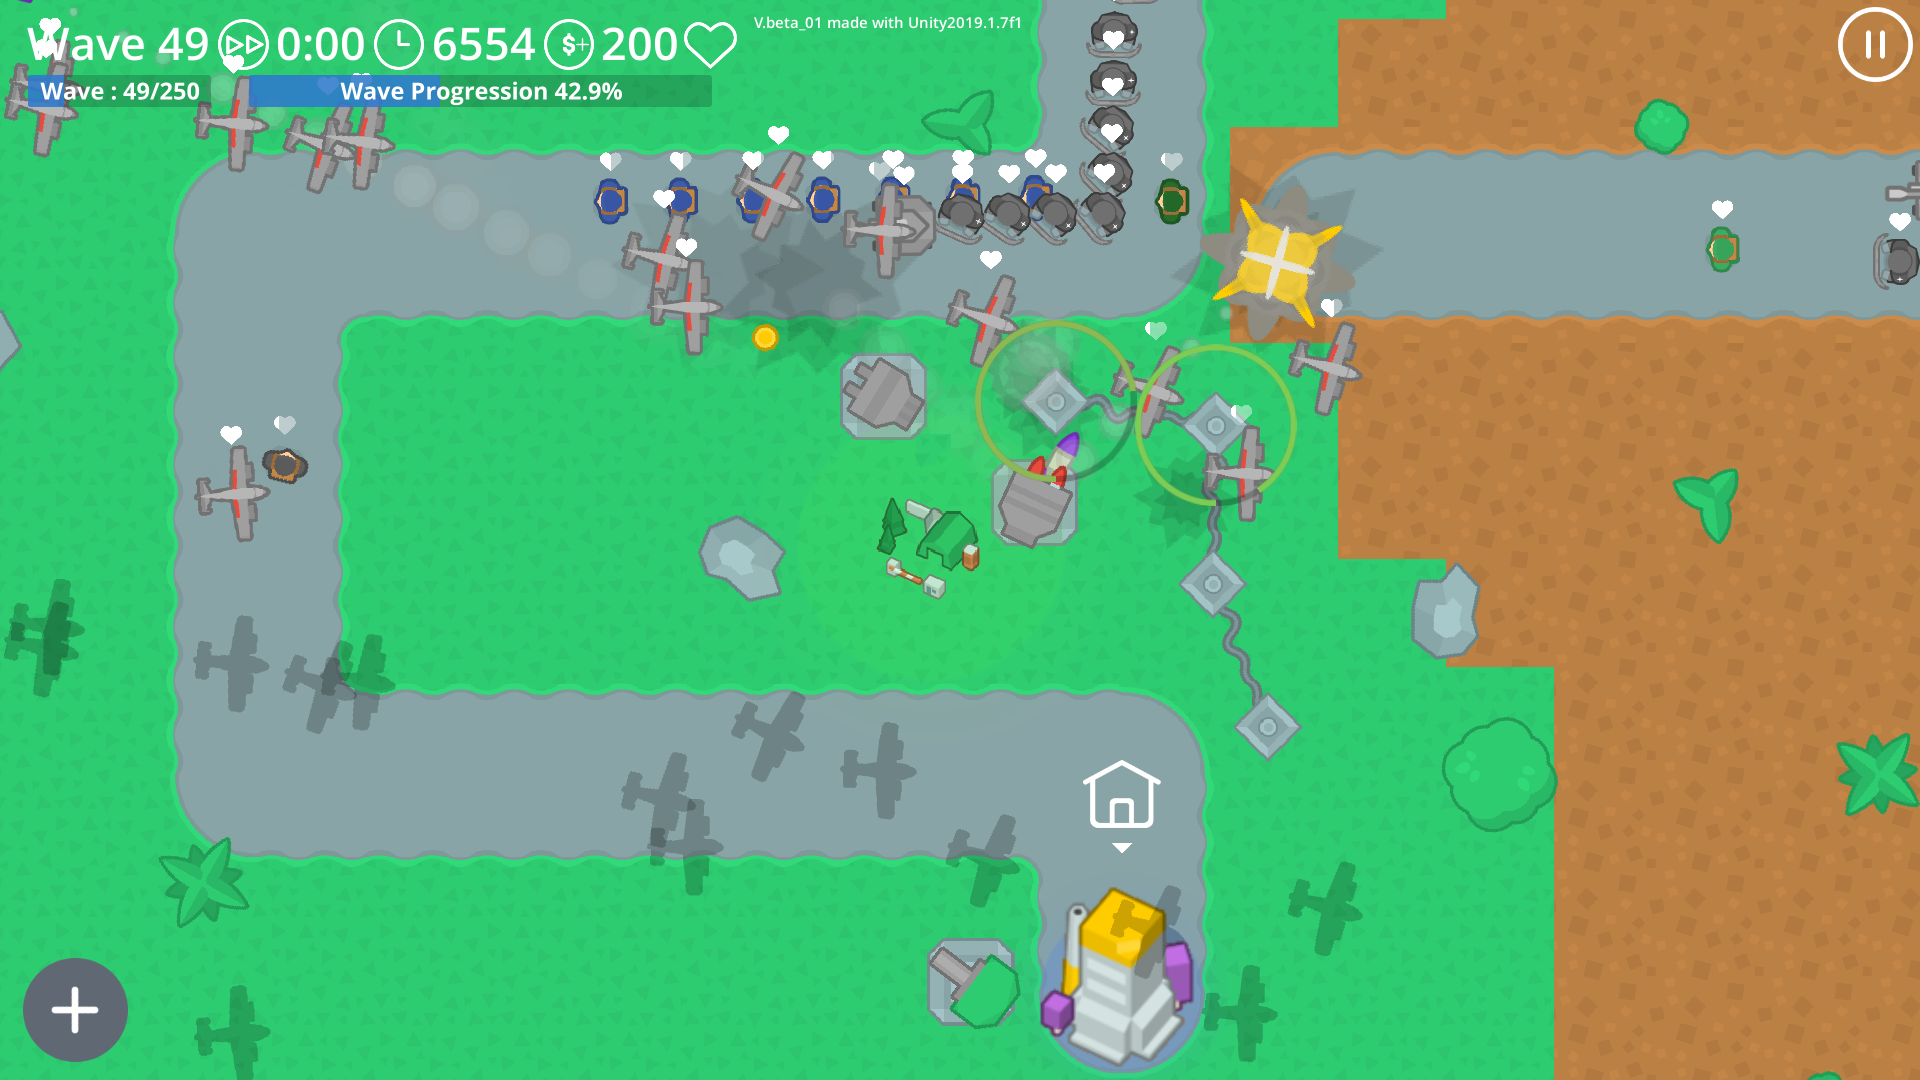 V.beta_01 made with Unity2019.1.7f1
Wave 49 0:00 6554 $+ 200
Wave : 49/250 Wave Progression 42.9%